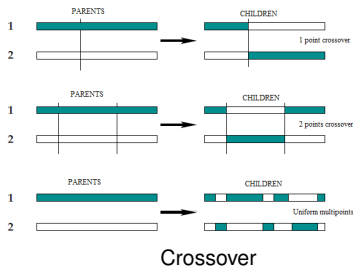 PARENTS CHILDREN
1
2
1 point crossover
PARENTS CHILDREN
1
2
2 points crossover
PARENTS CHILDREN
1
2
Uniform multipoints
Crossover